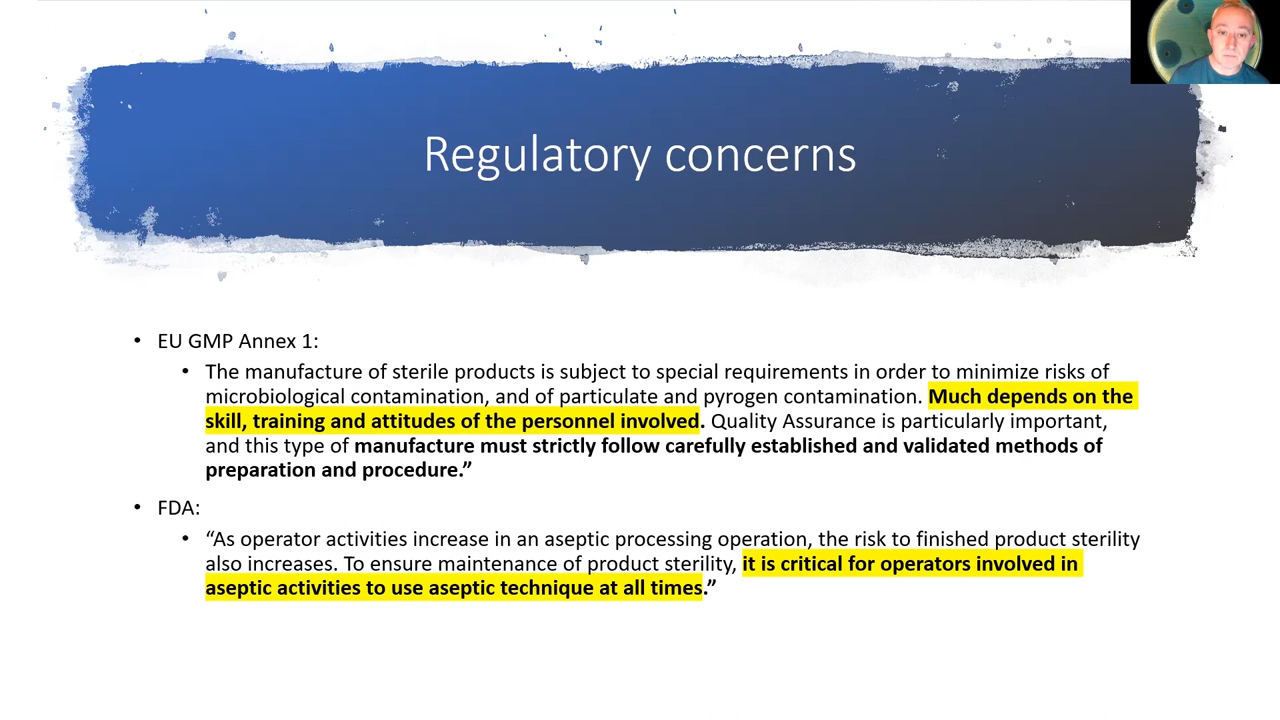 Regulatory concerns
• EU GMP Annex 1:
• The manufacture of sterile products is subject to special requirements in order to minimize risks of
microbiological contamination, and of particulate and pyrogen contamination. Much depends on the
skill, training and attitudes of the personnel involved. Quality Assurance is particularly important,
and this type of manufacture must strictly follow carefully established and validated methods of
preparation and procedure.”
• FDA:
• “As operator activities increase in an aseptic processing operation, the risk to finished product sterility
also increases. To ensure maintenance of product sterility, it is critical for operators involved in
aseptic activities to use aseptic technique at all times.”